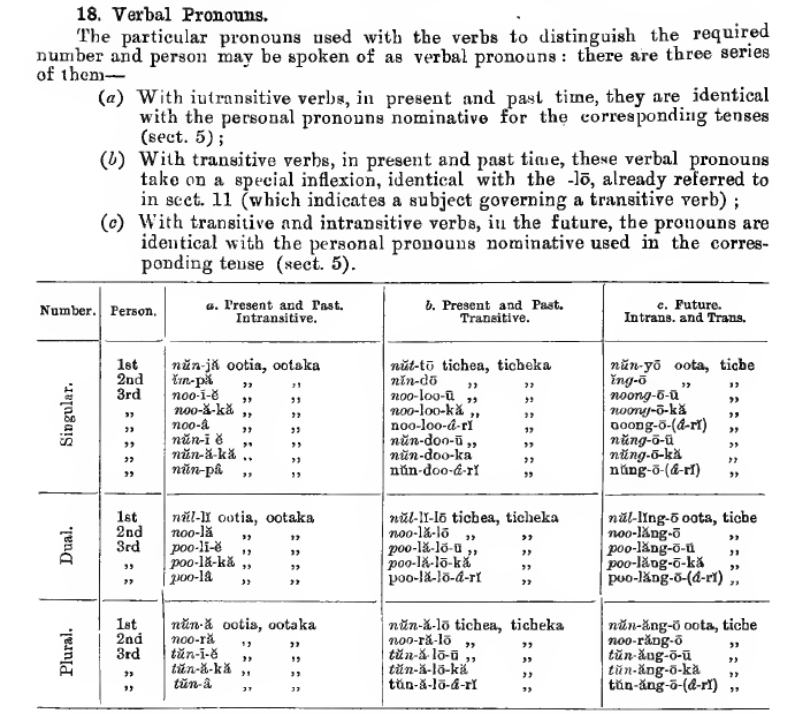 18. Verbal Pronouns.
The particular pronouns used with the verbs to distinguish the required
number and person may be spoken of as verbal pronouns: there are three series
of them—
(a) With intransitive verbs, in present and past time, they are identical
with the personal pronouns nominative for the corresponding tenses
(sect. 5);
(b) With transitive verbs, in present and past time, these verbal pronouns
take on a special inflexion, identical with the -lō, already referred to
in sect. 11 (which indicates a subject governing a transitive verb);
(c) With transitive and intransitive verbs, in the future, the pronouns are
identical with the personal pronouns nominative used in the corres-
ponding tense (sect. 5).
Number. Person. a. Present and Past. Intransitive. b. Present and Past. Transitive. c. Future. Intrans. and Trans.
Singular.
1st nŭn-jă ootia, ootaka nŭt-tō tichea, ticheka nŭn-yō oota, tiche
2nd ĭm-pă „ „ nĭn-dō „ „ ĭng-ō „ „
3rd noo-ī-ĕ „ „ noo-loo-ū „ „ noong-ō-ū „
„ noo-ă-kă „ „ noo-loo-kă „ „ noong-ō-kă „
„ noo-â „ „ noo-loo-á-rĭ „ noong-ō-(á-rĭ) „
„ nŭn-ī ĕ „ „ nŭn-doo-ū „ „ nŭng-ō-ū „
„ nŭn-ă-kă „ „ nŭn-doo-ka „ nŭng-ō-kă „
„ nŭn-pâ „ „ nŭn-doo-á-rĭ „ nŭng-ō-(á-rĭ) „
Dual.
1st nŭl-lĭ ootia, ootaka nŭl-lĭ-lō tichea, ticheka nŭl-lĭng-ō oota, tiche
2nd noo-lă „ „ noo-lă-lō „ „ noo-lăng-ō „
3rd poo-lī-ĕ „ „ poo-lă-lō-ū „ „ poo-lăng-ō-ū „
„ poo-lă-kă „ „ poo-lă-lō-kă „ poo-lăng-ō-kă „
„ poo-lâ „ „ poo-lă-lō-á-rĭ „ poo-lăng-ō-(á-rĭ) „
Plural.
1st nŭn-ă ootia, ootaka nŭn-ă-lō tichea, ticheka nŭn-ăng-ō oota, tiche
2nd noo-ră „ „ noo-ră-lō „ „ noo-răng-ō „
3rd tŭn-ī-ĕ „ „ tŭn-ă-lō-ū „ „ tŭn-ăng-ō-ū „
„ tŭn-ă-kă „ „ tŭn-ă-lō-kă „ tŭn-ăng-ō-kă „
„ tŭn-â „ „ tŭn-ă-lō-á-rĭ „ tŭn-ăng-ō-(á-rĭ) „